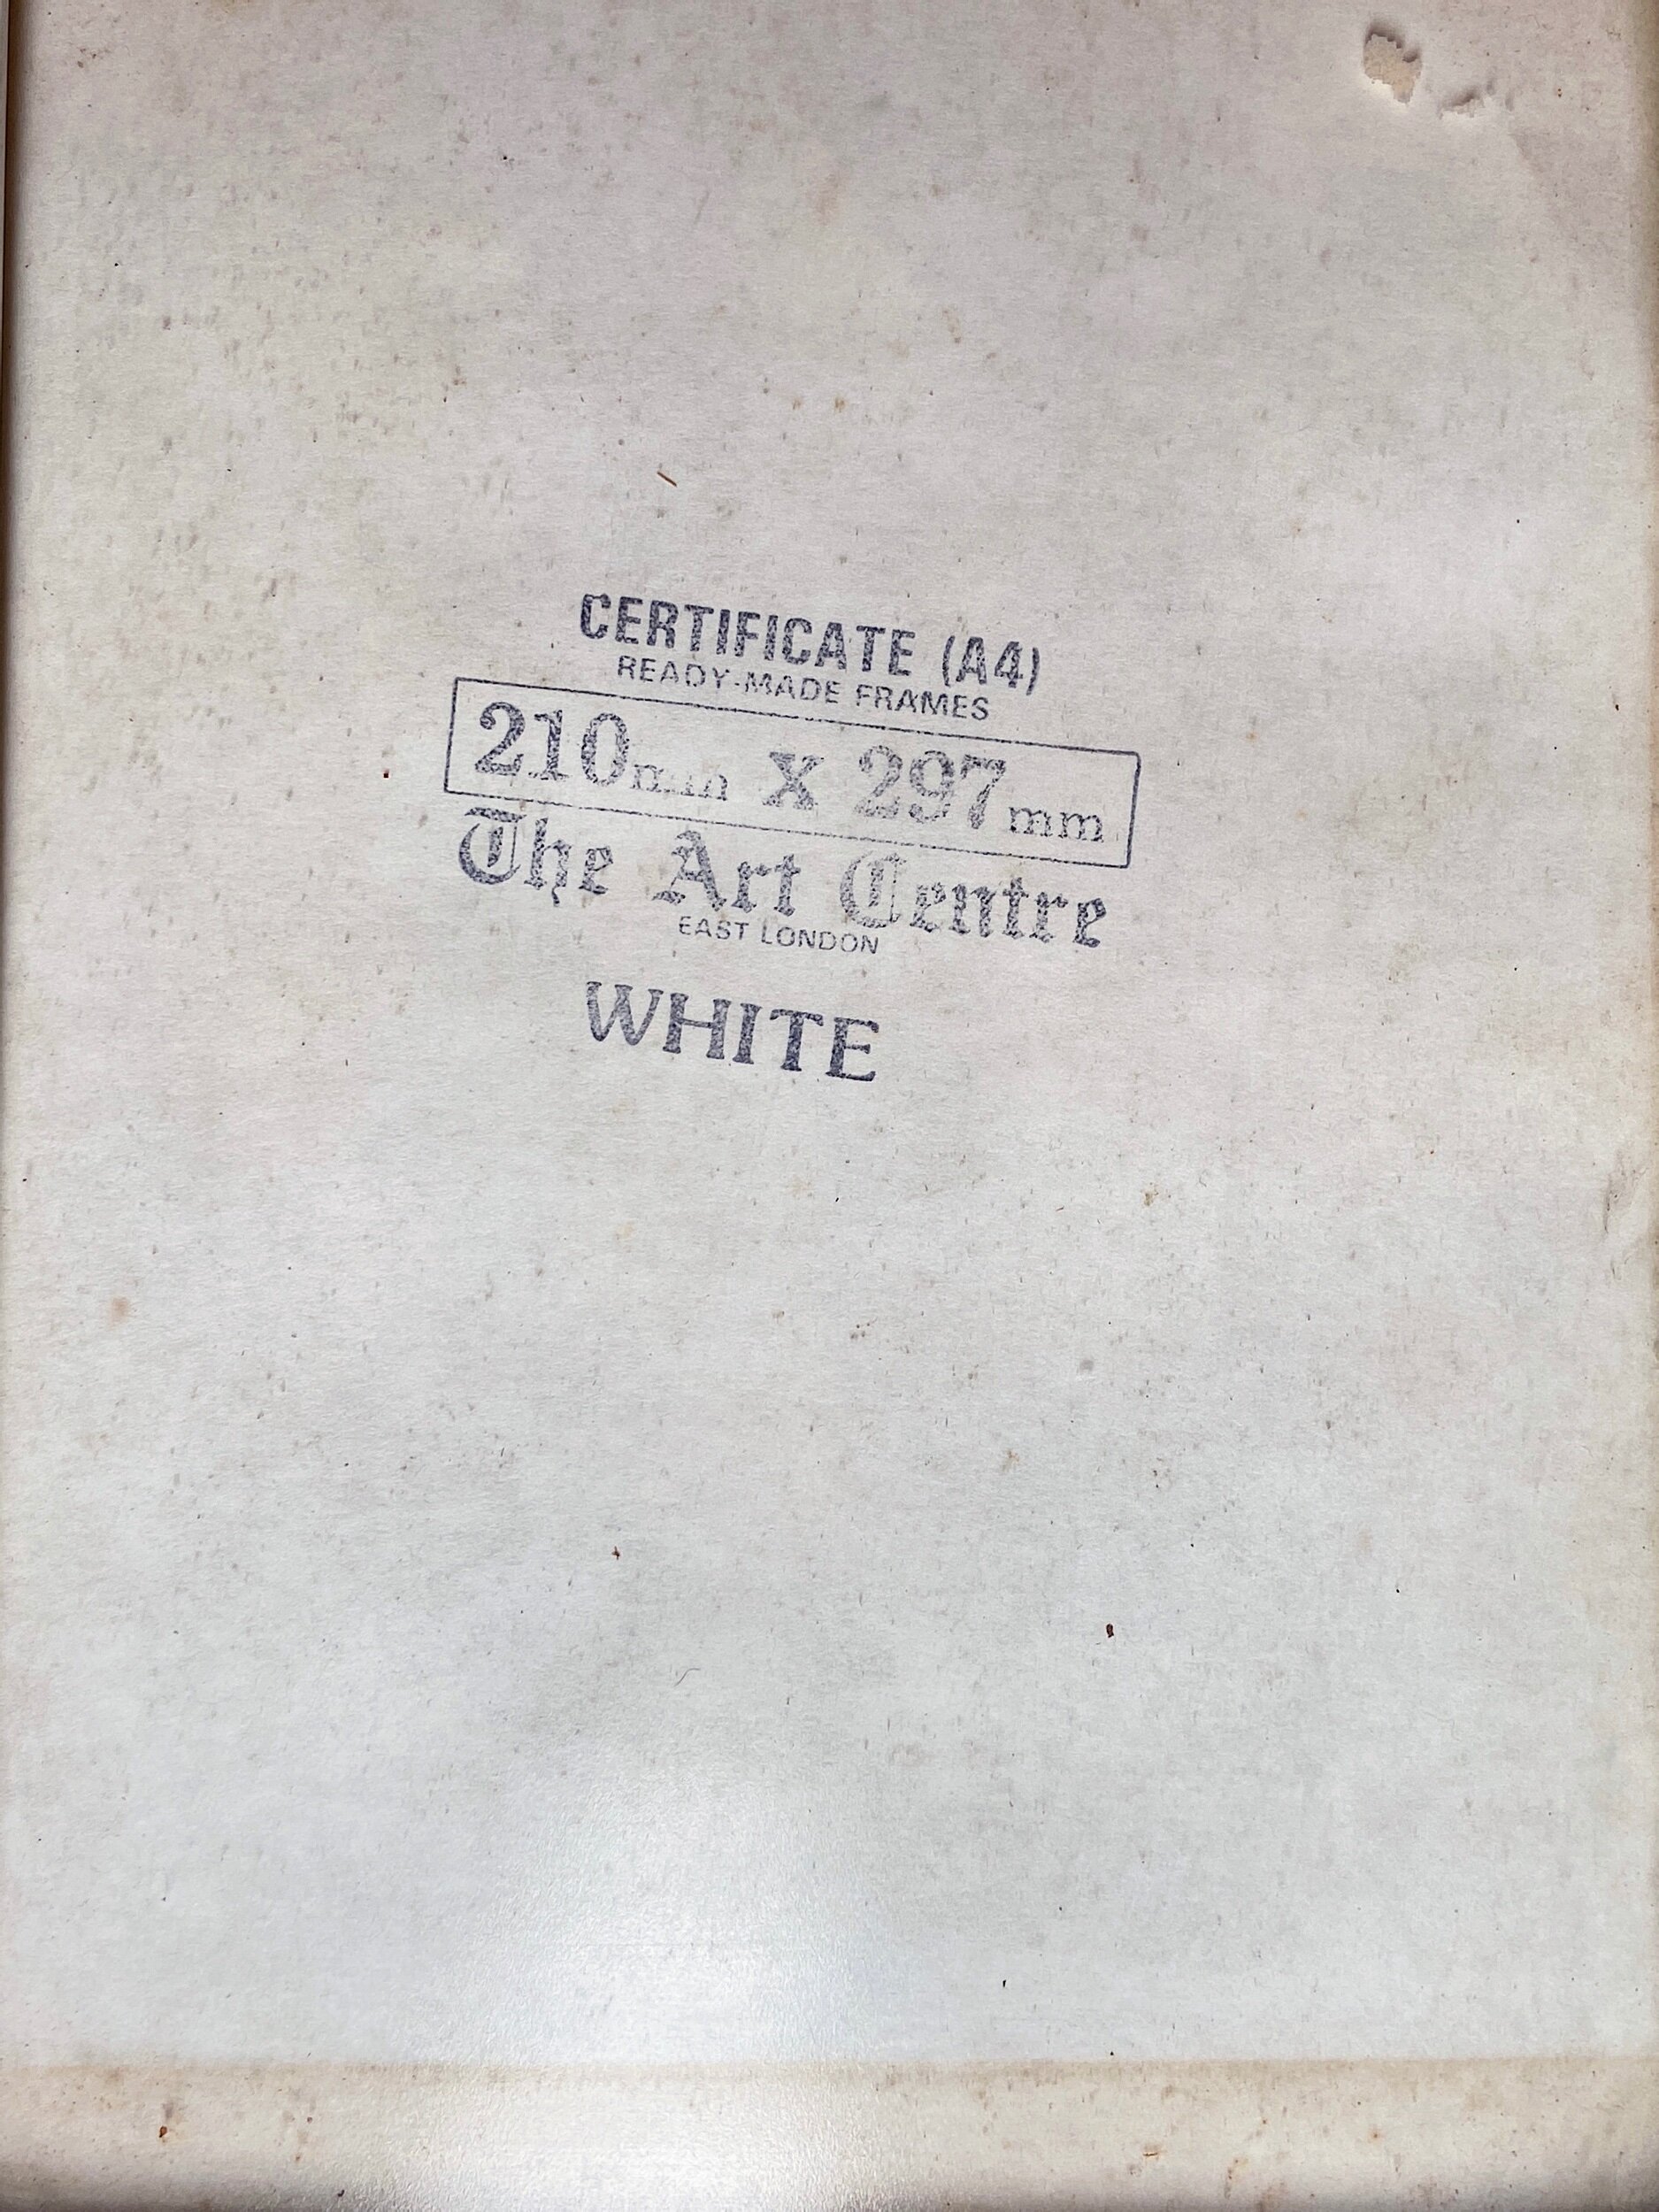 CERTIFICATE (A4)
READY-MADE FRAMES
210mm X 297mm
The Art Centre
EAST LONDON
WHITE